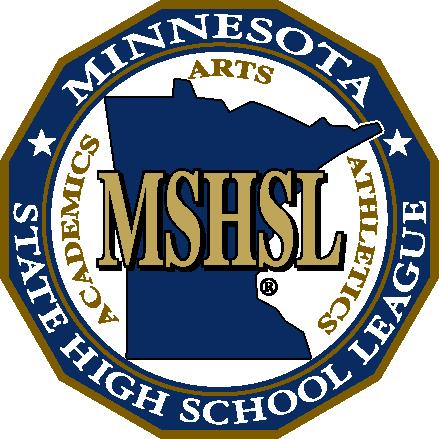 MINNESOTA
ARTS
ACADEMICS
ATHLETICS
MSHSL
®
STATE HIGH SCHOOL LEAGUE